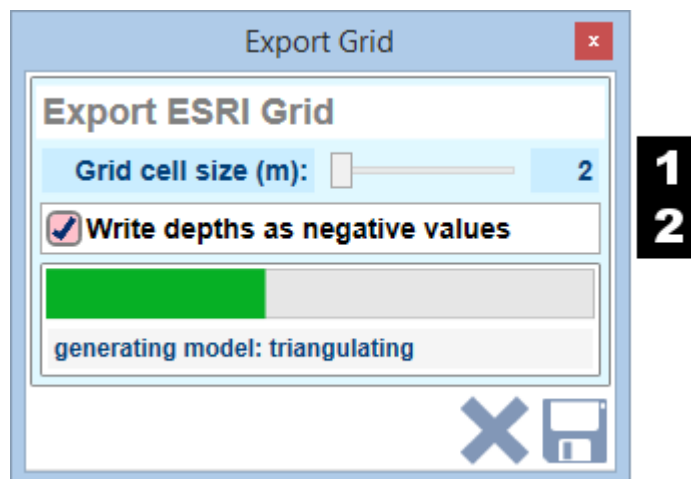 Export Grid x
Export ESRI Grid
Grid cell size (m): 2 1
Write depths as negative values 2
generating model: triangulating